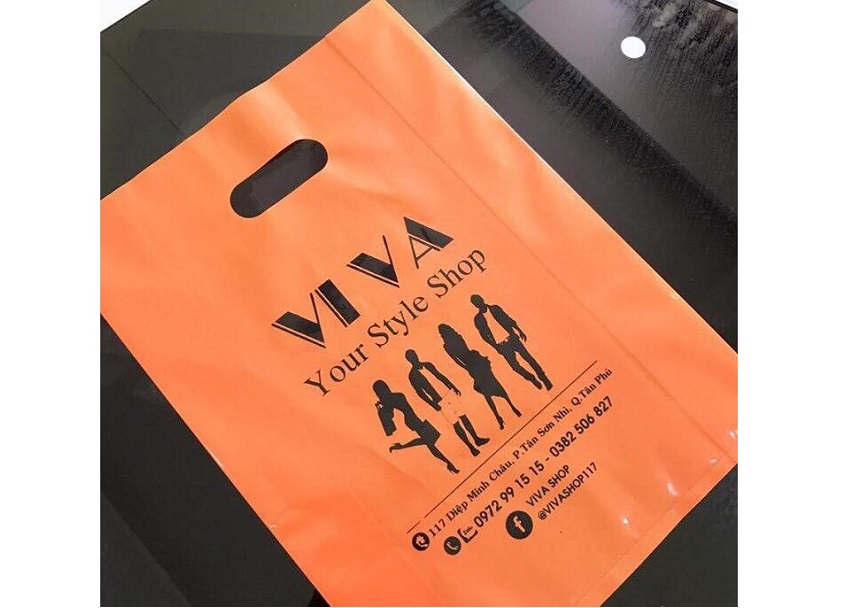 VIVA
Your Style Shop
117 Diệp Minh Châu, P.Tân Sơn Nhì, Q.Tân Phú
Zalo 0972 99 15 15 - 0382 506 827
f VIVA SHOP
@VIVASHOP117